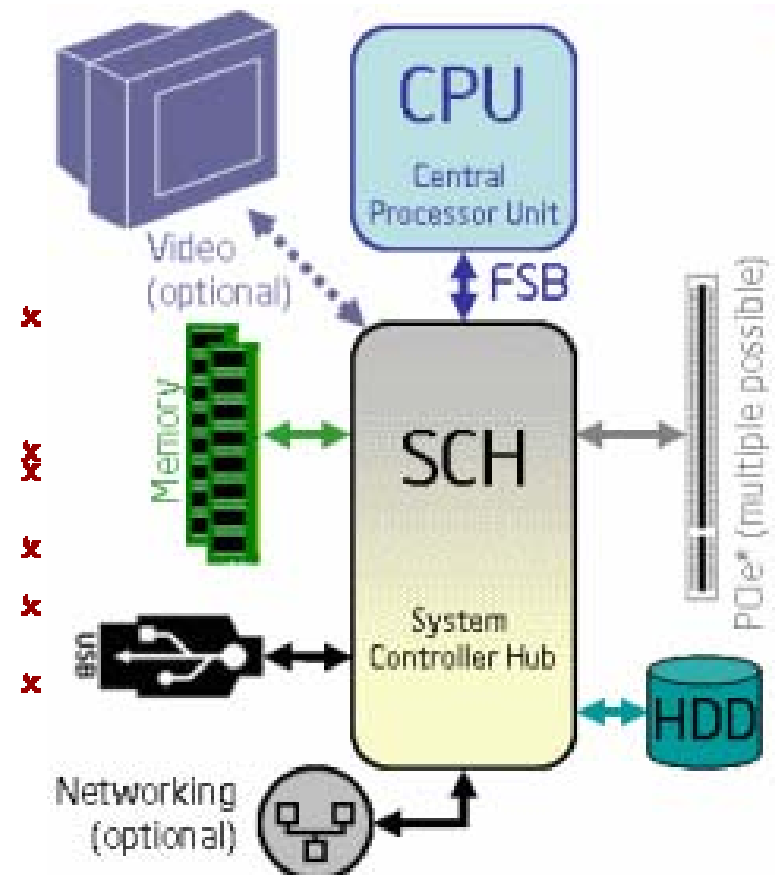 CPU
Central
Processor Unit
Video
(optional)
FSB
x
Memory
SCH
PCIe* (multiple possible)
x
x
x
x
System
Controller Hub
USB
x
HDD
Networking
(optional)